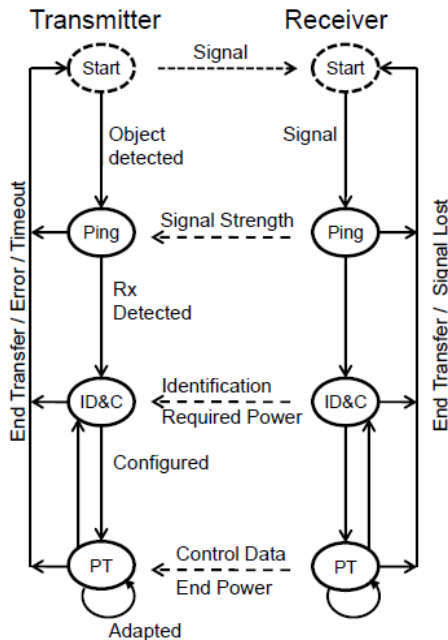 Transmitter
Receiver
Start
Signal
Start
Object
detected
Signal
Ping
Signal Strength
Ping
Rx
Detected
ID&C
Identification
Required Power
ID&C
Configured
PT
Control Data
End Power
PT
Adapted
End Transfer / Error / Timeout
End Transfer / Signal Lost